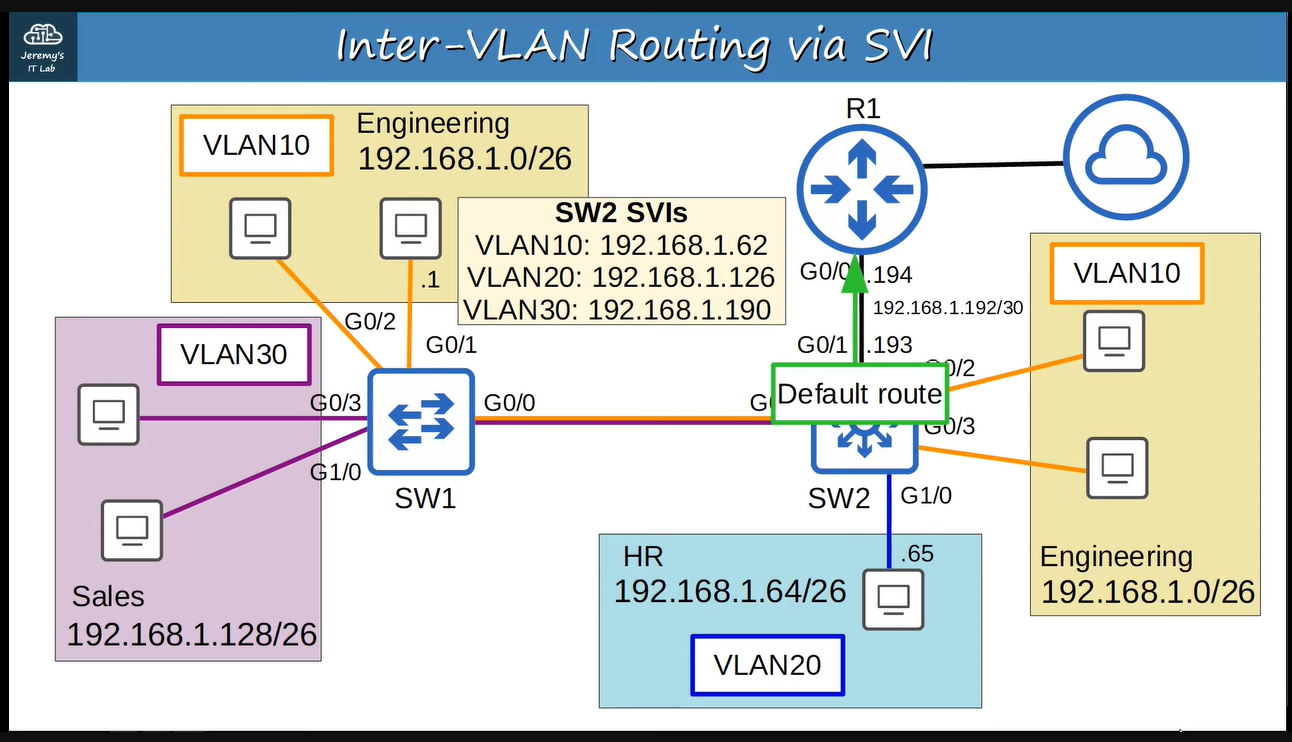 Jeremy's
IT Lab
Inter-VLAN Routing via SVI
VLAN10
Engineering
192.168.1.0/26
.1
G0/2
G0/1
SW2 SVIs
VLAN10: 192.168.1.62
VLAN20: 192.168.1.126
VLAN30: 192.168.1.190
R1
G0/0
.194
192.168.1.192/30
G0/1
.193
VLAN10
Engineering
192.168.1.0/26
VLAN30
G0/3
G1/0
Sales
192.168.1.128/26
G0/0
SW1
Default route
G0/3
SW2
G1/0
HR
192.168.1.64/26
.65
VLAN20